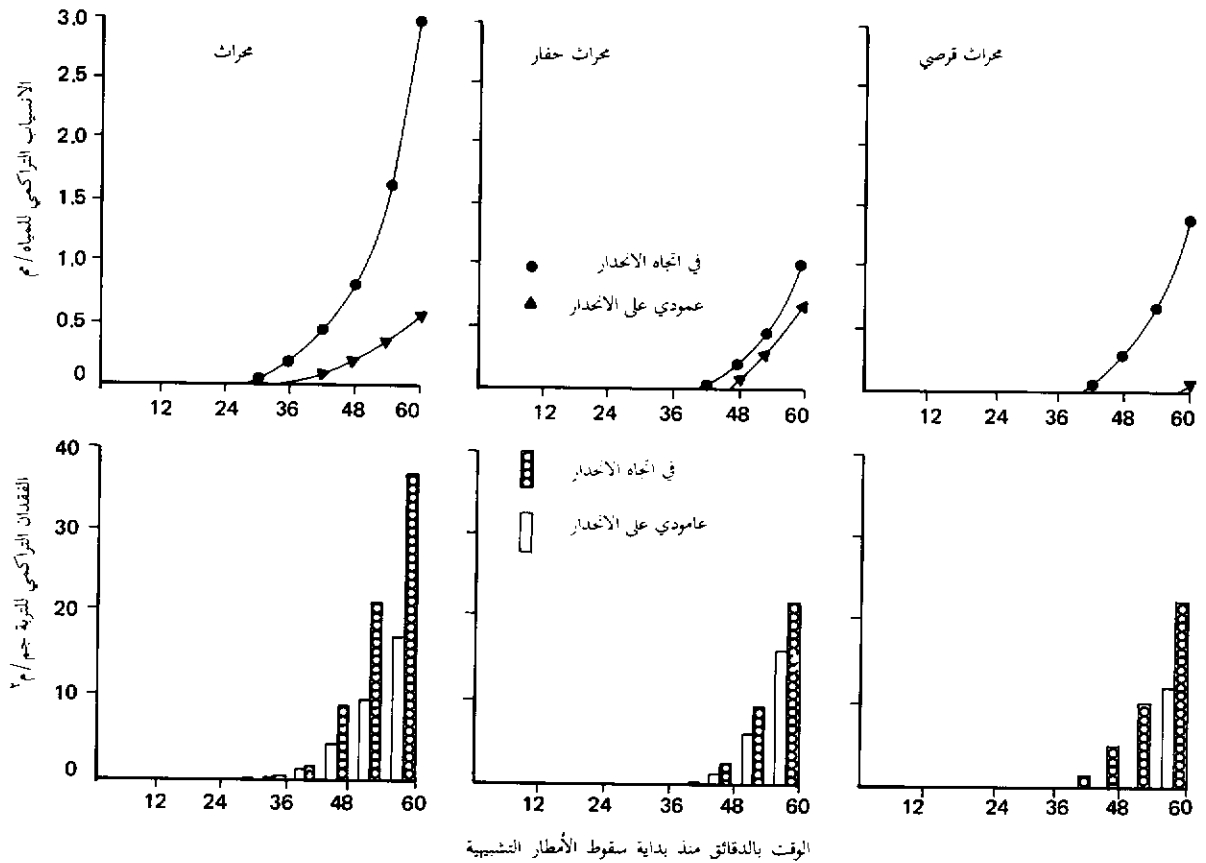 محراث
محراث حفار
محراث قرصي
الانسياب التراكمي للمياه / مم
3.0
2.5
2.0
1.5
1.0
0.5
0
في اتجاه الانحدار
عمودي على الانحدار
12 24 36 48 60
12 24 36 48 60
12 24 36 48 60
الفقدان التراكمي للتربة جم / م٢
40
30
20
10
0
في اتجاه الانحدار
عامودي على الانحدار
12 24 36 48 60
12 24 36 48 60
12 24 36 48 60
الوقت بالدقائق منذ بداية سقوط الأمطار التشبيهية